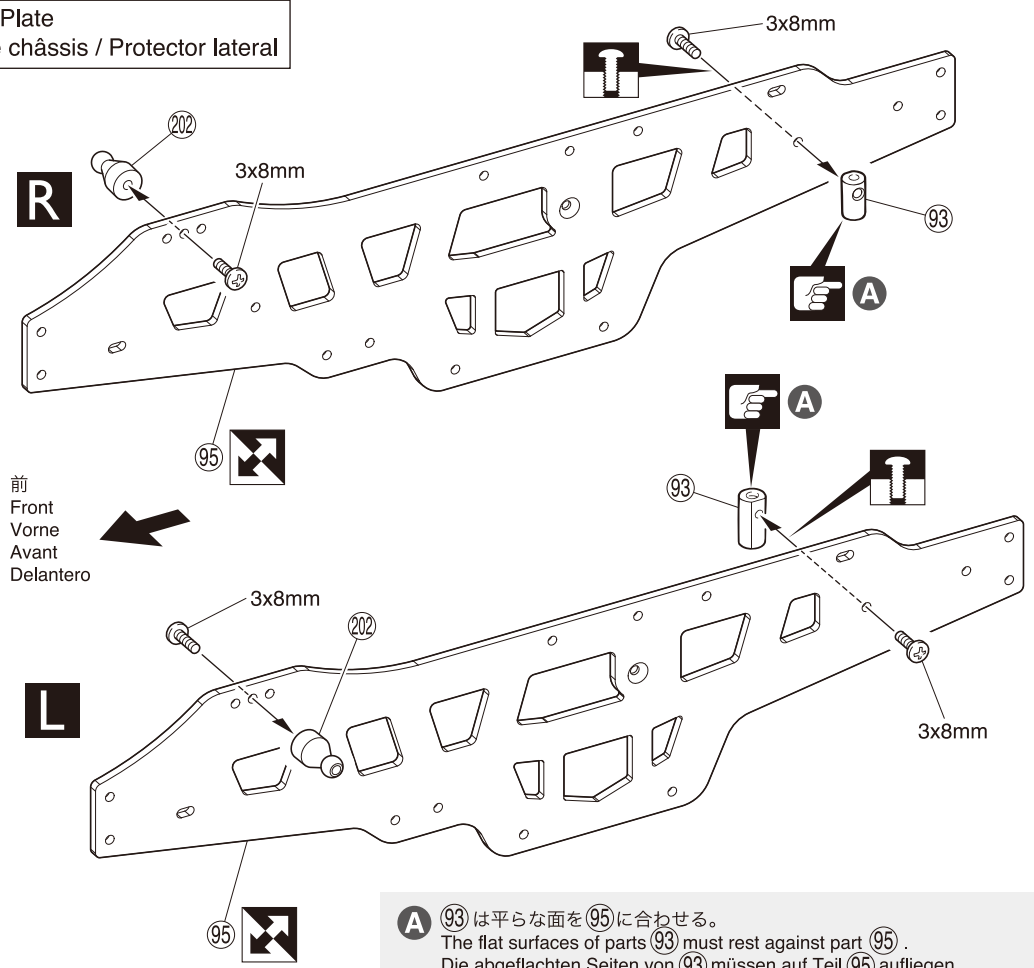 Plate
châssis / Protector lateral
3x8mm
202
R
3x8mm
93
A
A
95
93
前
Front
Vorne
Avant
Delantero
3x8mm
202
L
3x8mm
95
A 93は平らな面を95に合わせる。
The flat surfaces of parts 93 must rest against part 95.
Die abgeflachten Seiten von 93 müssen auf Teil 95 aufliegen